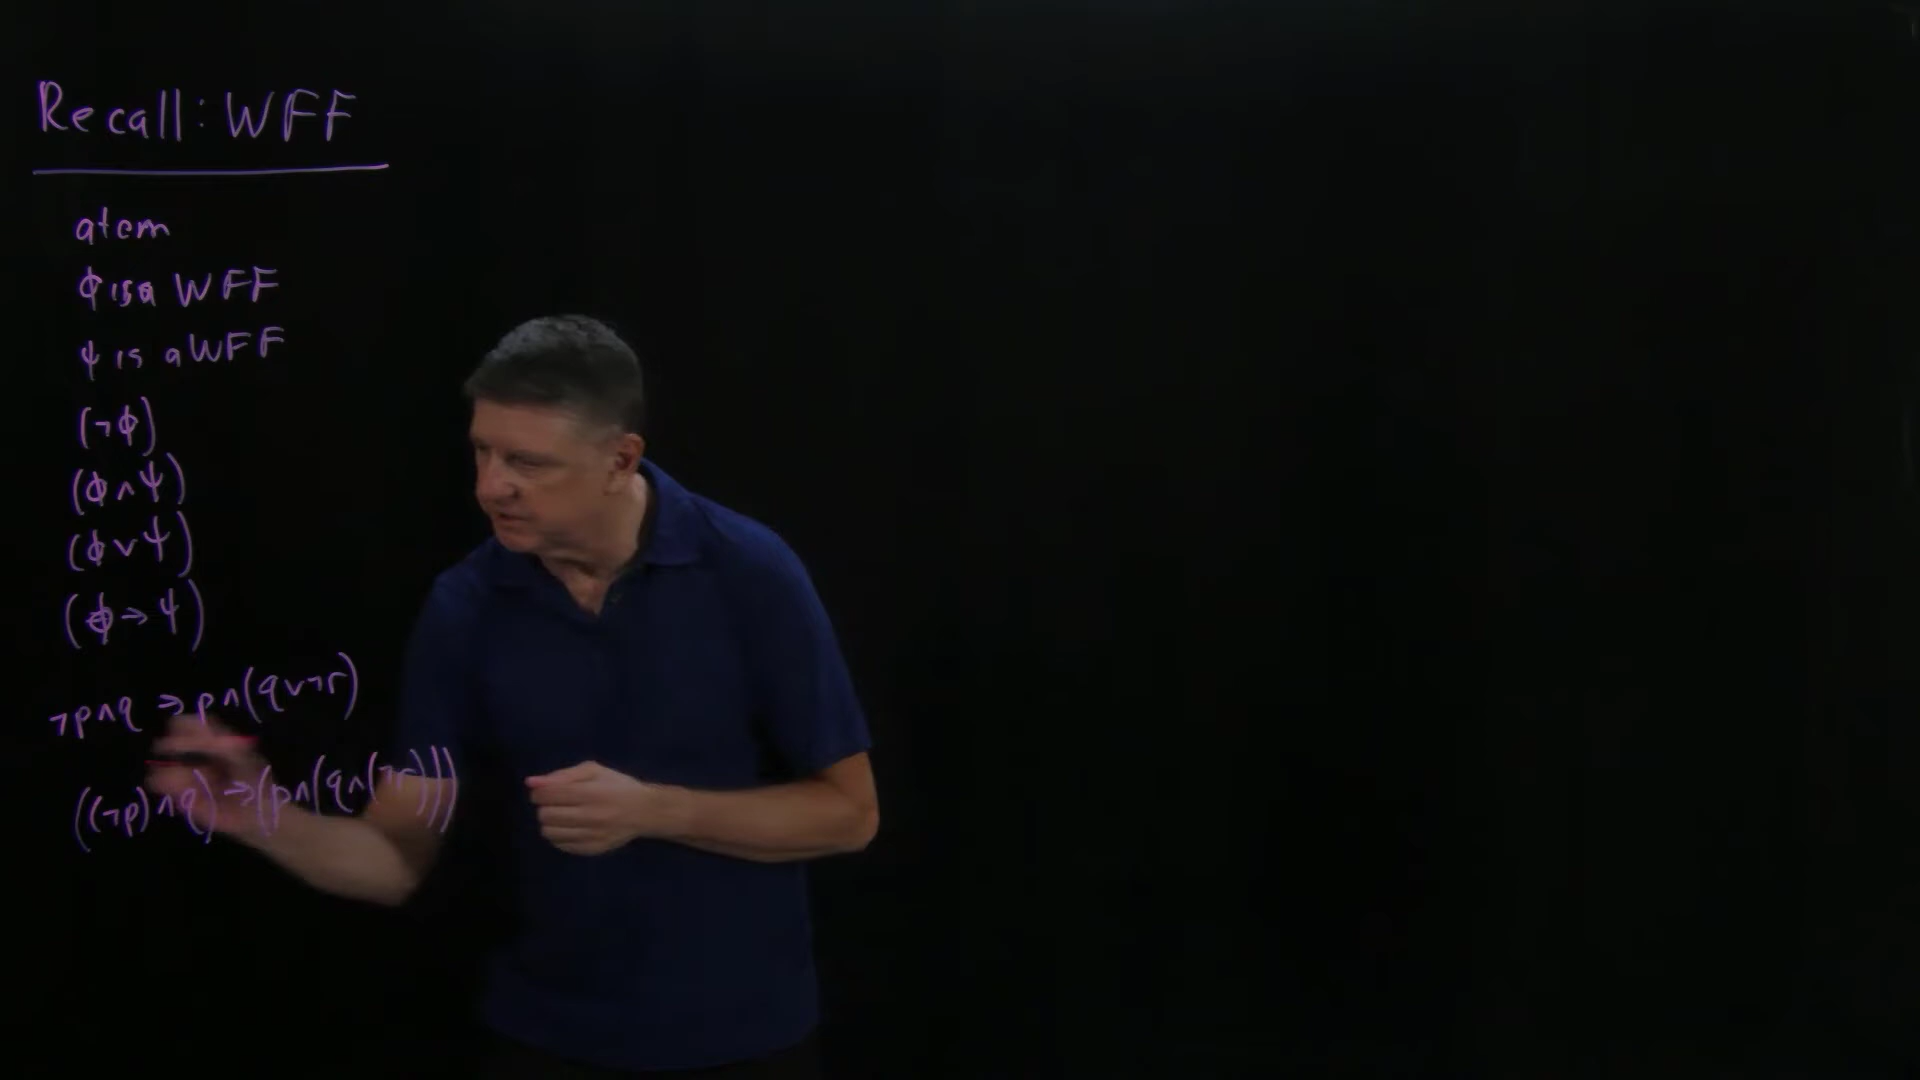 Recall: WFF
atom
ϕ is a WFF
ψ is a WFF
(¬ϕ)
(ϕ∧ψ)
(ϕ∨ψ)
(ϕ→ψ)
¬p∧q → p∧(q∨¬r)
((¬p)∧q)→(p∧(q∧(¬r)))